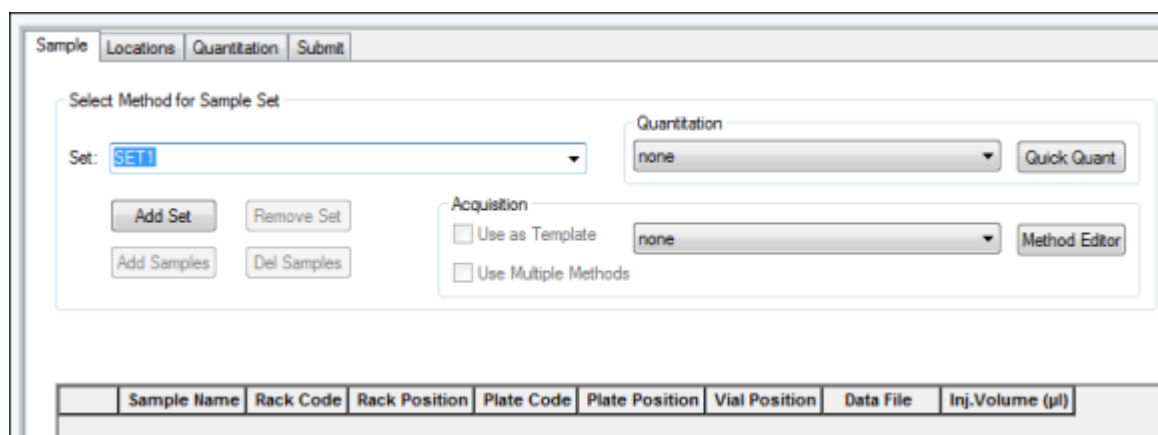 Sample Locations Quantitation Submit
Select Method for Sample Set
Quantitation
Set: SET1 none Quick Quant
Acquisition
Add Set Remove Set Use as Template none Method Editor
Add Samples Del Samples Use Multiple Methods
Sample Name Rack Code Rack Position Plate Code Plate Position Vial Position Data File Inj.Volume (µl)